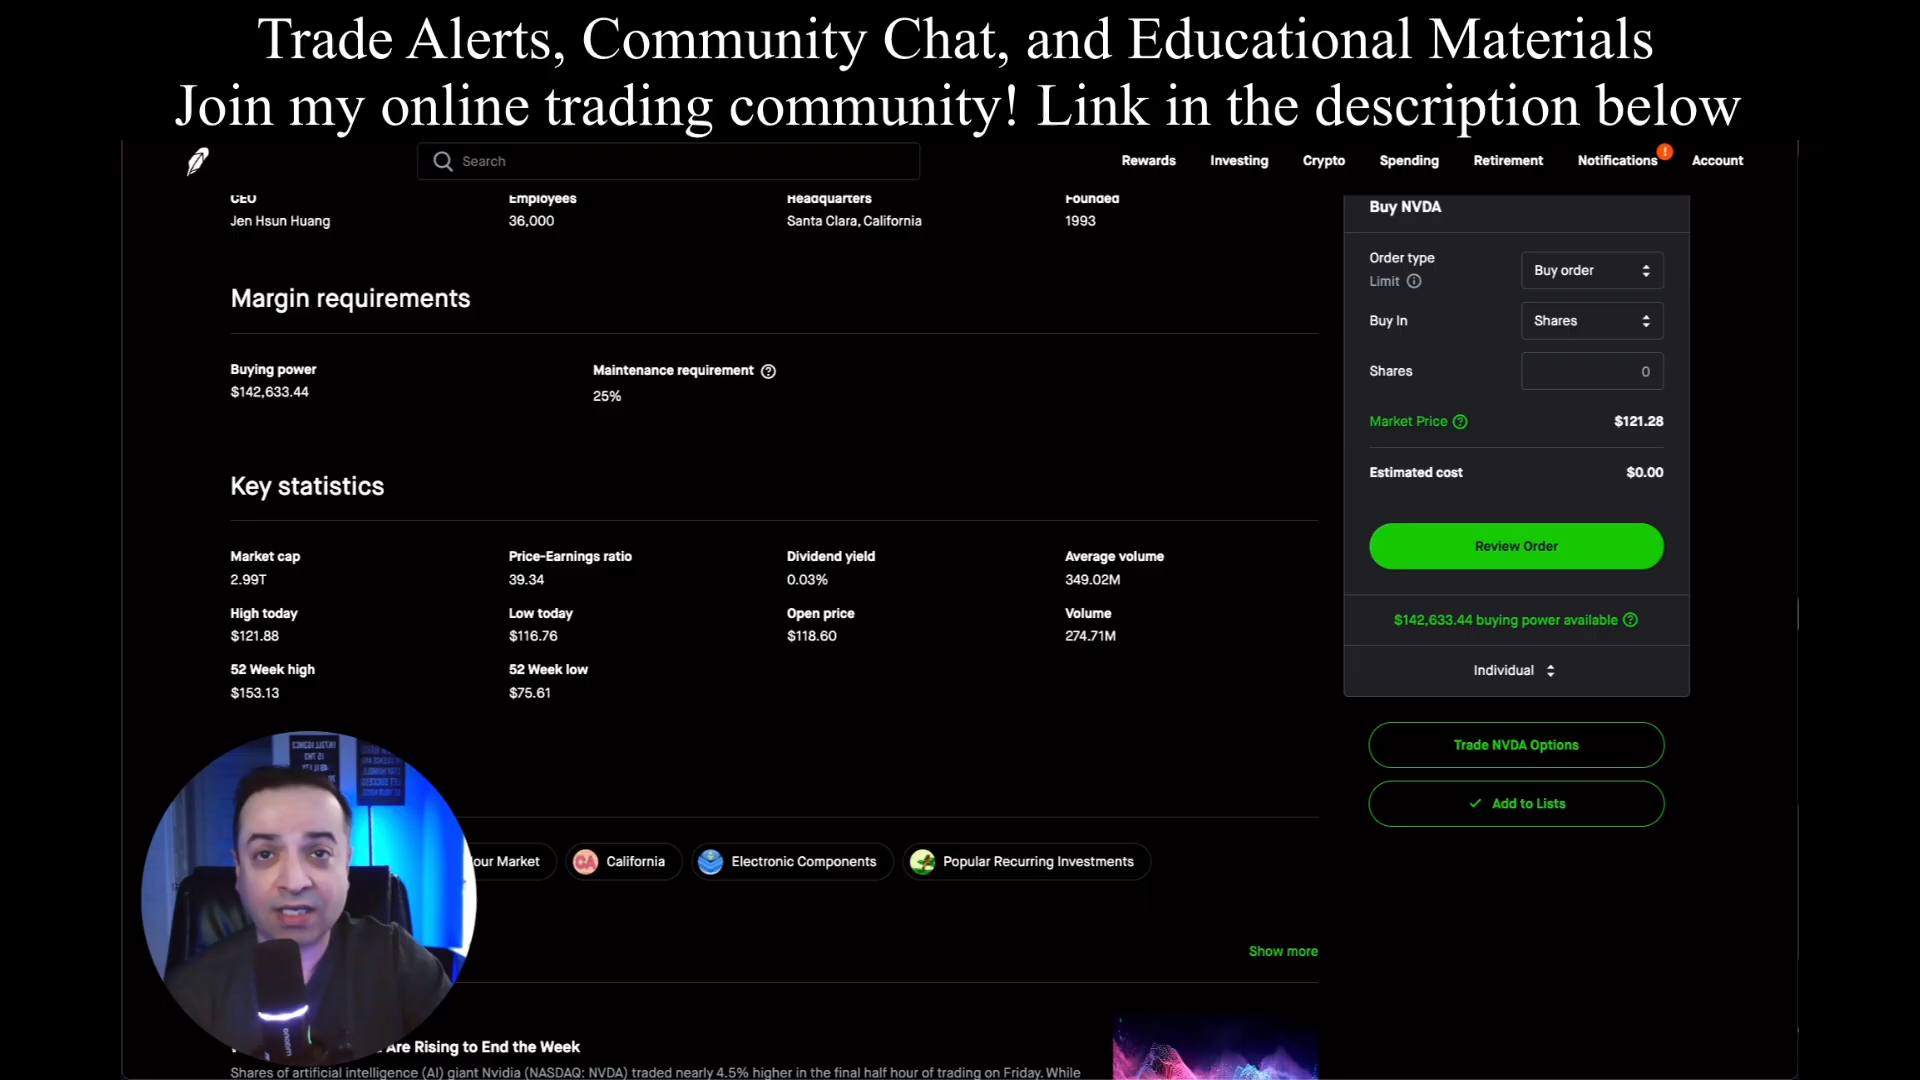 Trade Alerts, Community Chat, and Educational Materials
Join my online trading community! Link in the description below
Search
Rewards Investing Crypto Spending Retirement Notifications Account
CEO Employees Headquarters Founded
Jen Hsun Huang 36,000 Santa Clara, California 1993
Margin requirements
Buying power Maintenance requirement
$142,633.44 25%
Key statistics
Market cap Price-Earnings ratio Dividend yield Average volume
2.99T 39.34 0.03% 349.02M
High today Low today Open price Volume
$121.88 $116.76 $118.60 274.71M
52 Week high 52 Week low
$153.13 $75.61
Market California Electronic Components Popular Recurring Investments
Show more
Are Rising to End the Week
Shares of artificial intelligence (AI) giant Nvidia (NASDAQ: NVDA) traded nearly 4.5% higher in the final half hour of trading on Friday. While
Buy NVDA
Order type Buy order
Limit
Buy In Shares
Shares 0
Market Price $121.28
Estimated cost $0.00
Review Order
$142,633.44 buying power available
Individual
Trade NVDA Options
Add to Lists